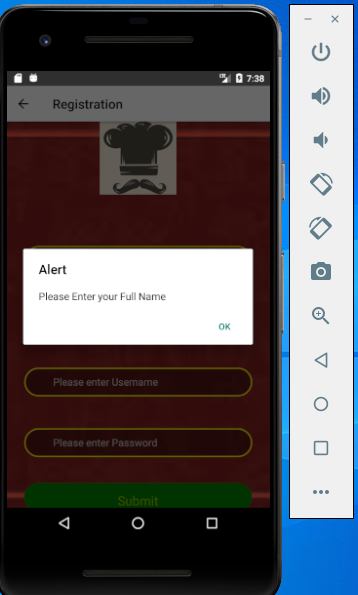 7:38
Registration
Alert
Please Enter your Full Name
OK
Please enter Username
Please enter Password
Submit